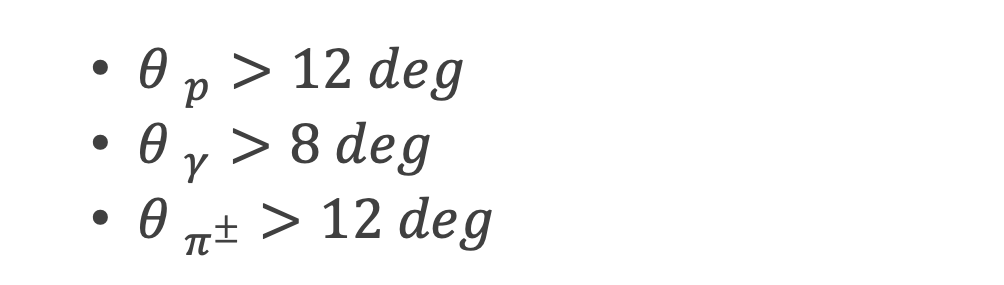 • θ p > 12 deg
• θ γ > 8 deg
• θ π± > 12 deg